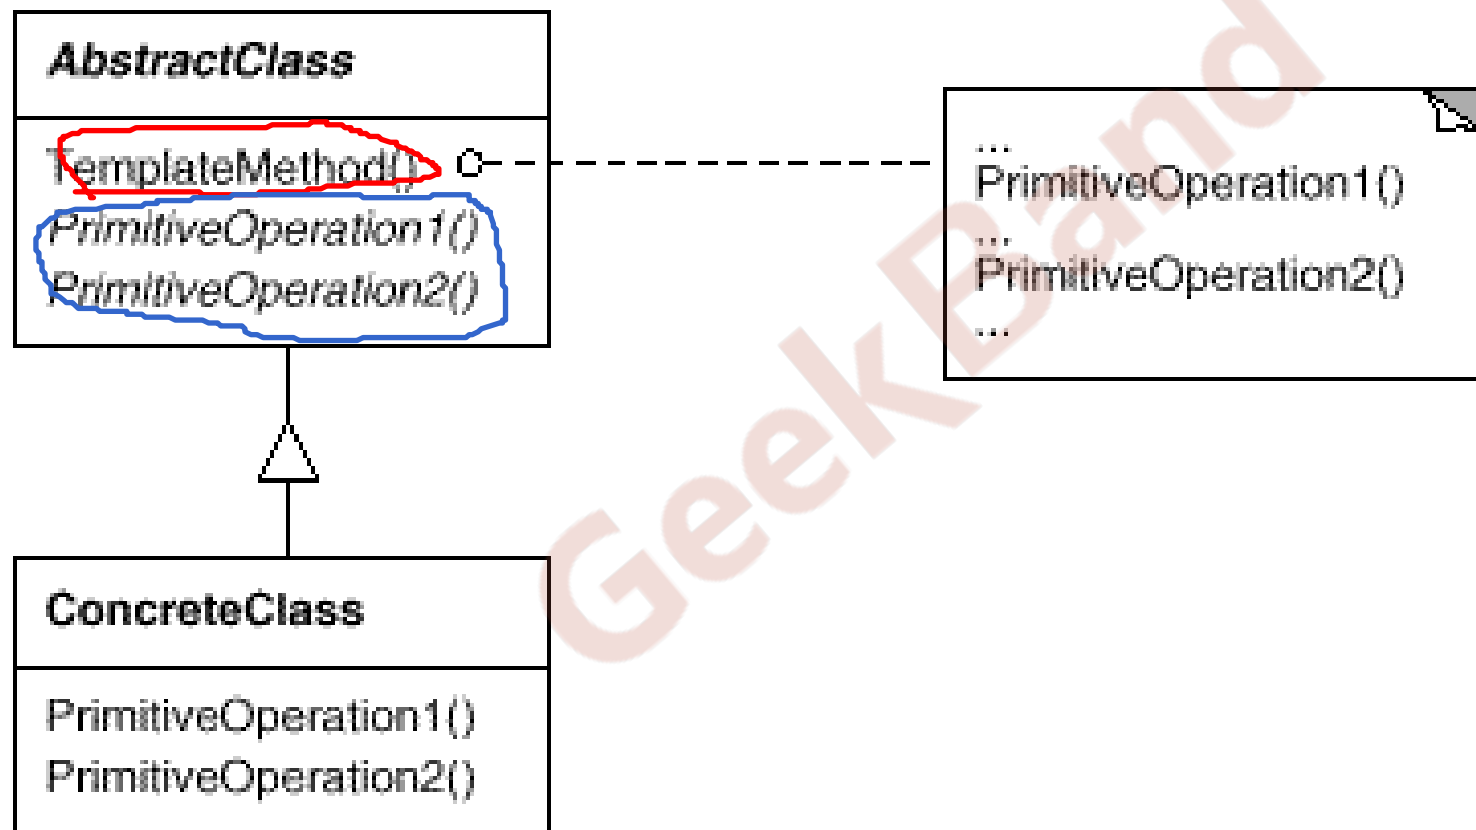 AbstractClass
TemplateMethod()
PrimitiveOperation1()
PrimitiveOperation2()
...
PrimitiveOperation1()
...
PrimitiveOperation2()
...
ConcreteClass
PrimitiveOperation1()
PrimitiveOperation2()
GeekBand